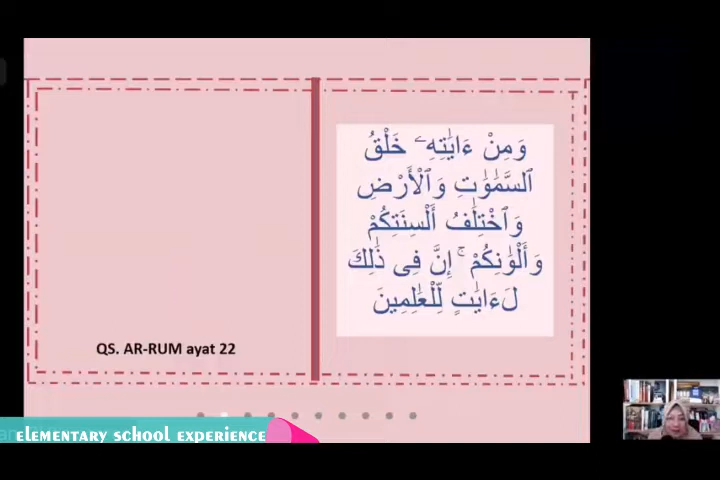 وَمِنْ ءَايَٰتِهِۦ خَلْقُ
ٱلسَّمَٰوَٰتِ وَٱلْأَرْضِ
وَٱخْتِلَٰفُ أَلْسِنَتِكُمْ
وَأَلْوَٰنِكُمْ ۚ إِنَّ فِى ذَٰلِكَ
لَءَايَٰتٍ لِّلْعَٰلِمِينَ
QS. AR-RUM ayat 22
elementary school experience